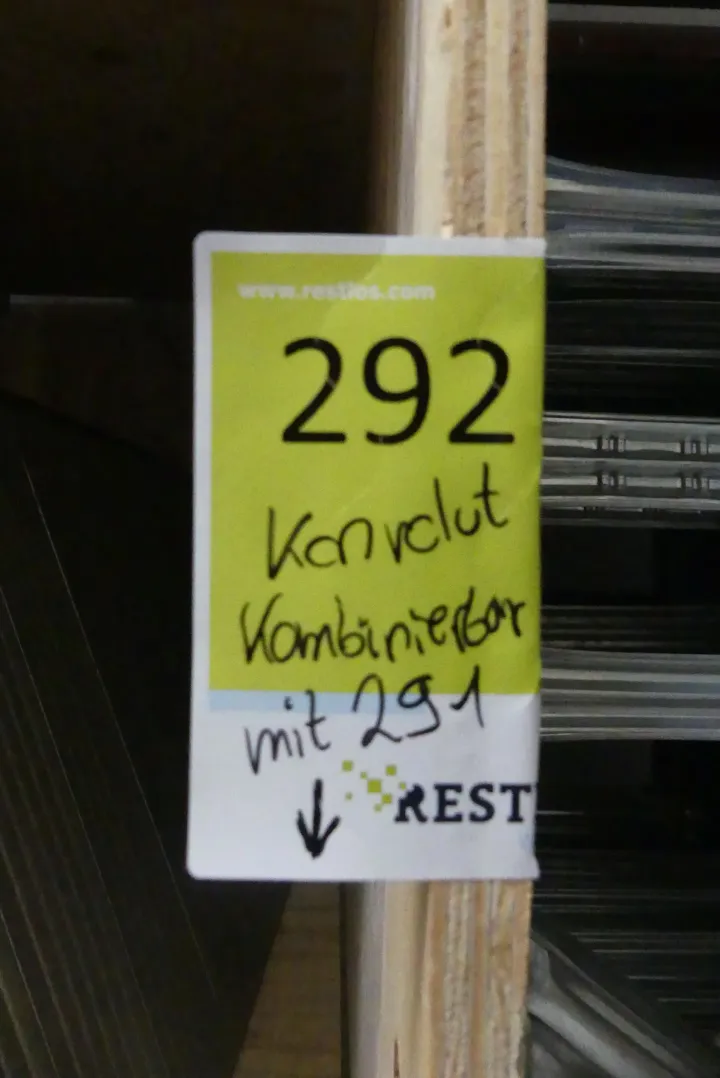 www.restlos.com
292
Konvolut
Kombinierbar
mit 291
REST